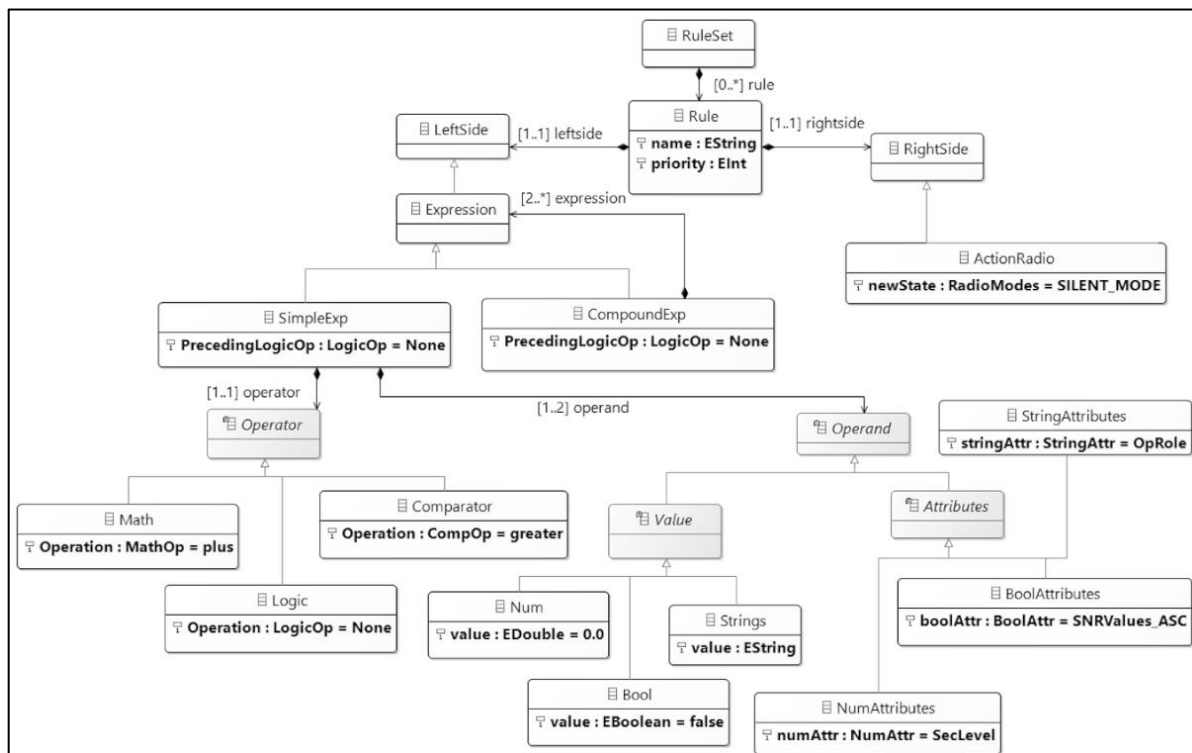 RuleSet
[0..*] rule
Rule
name : EString
priority : EInt
LeftSide
[1..1] leftside
[1..1] rightside
RightSide
Expression
[2..*] expression
ActionRadio
newState : RadioModes = SILENT_MODE
SimpleExp
PrecedingLogicOp : LogicOp = None
CompoundExp
PrecedingLogicOp : LogicOp = None
[1..1] operator
[1..2] operand
Operator
Operand
StringAttributes
stringAttr : StringAttr = OpRole
Math
Operation : MathOp = plus
Comparator
Operation : CompOp = greater
Value
Attributes
Logic
Operation : LogicOp = None
Num
value : EDouble = 0.0
Strings
value : EString
BoolAttributes
boolAttr : BoolAttr = SNRValues_ASC
Bool
value : EBoolean = false
NumAttributes
numAttr : NumAttr = SecLevel